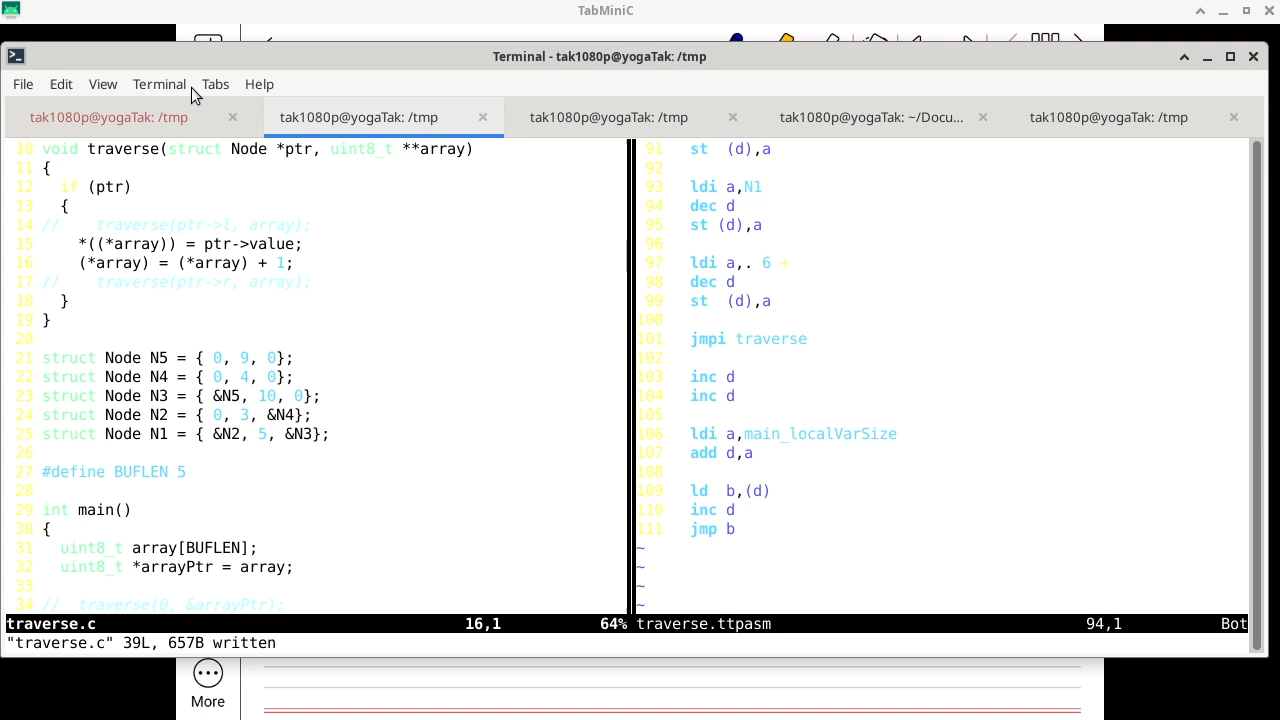 TabMiniC
Terminal - tak1080p@yogaTak: /tmp
File Edit View Terminal Tabs Help
tak1080p@yogaTak: /tmp tak1080p@yogaTak: /tmp tak1080p@yogaTak: /tmp tak1080p@yogaTak: ~/Docu... tak1080p@yogaTak: /tmp
10 void traverse(struct Node *ptr, uint8_t **array)
11 {
12   if (ptr)
13   {
14 //    traverse(ptr->l, array);
15     *((*array)) = ptr->value;
16     (*array) = (*array) + 1;
17 //    traverse(ptr->r, array);
18   }
19 }
20
21 struct Node N5 = { 0, 9, 0};
22 struct Node N4 = { 0, 4, 0};
23 struct Node N3 = { &N5, 10, 0};
24 struct Node N2 = { 0, 3, &N4};
25 struct Node N1 = { &N2, 5, &N3};
26
27 #define BUFLEN 5
28
29 int main()
30 {
31   uint8_t array[BUFLEN];
32   uint8_t *arrayPtr = array;
33
34 //  traverse(0, &arrayPtr);
traverse.c 16,1 64%
91   st  (d),a
92
93   ldi a,N1
94   dec d
95   st (d),a
96
97   ldi a,. 6 +
98   dec d
99   st  (d),a
100
101   jmpi traverse
102
103   inc d
104   inc d
105
106   ldi a,main_localVarSize
107   add d,a
108
109   ld  b,(d)
110   inc d
111   jmp b
~
~
~
~
traverse.ttpasm 94,1 Bot
"traverse.c" 39L, 657B written
More